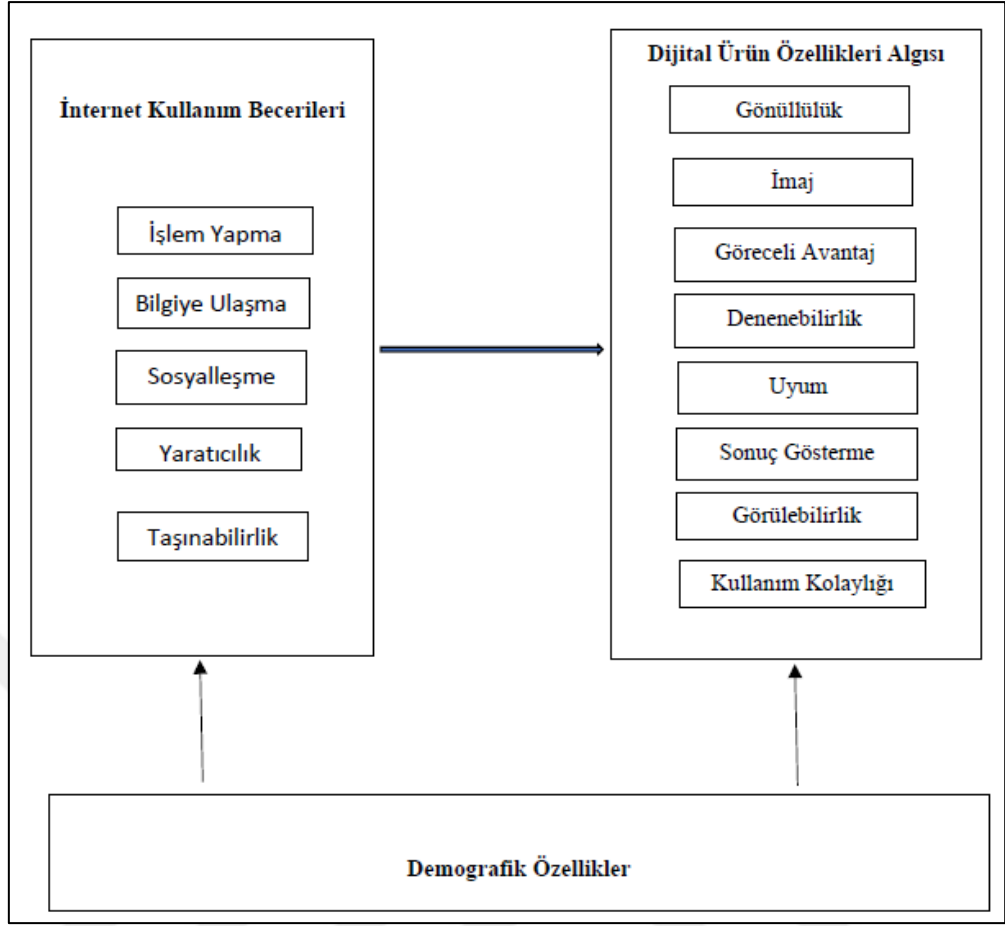 İnternet Kullanım Becerileri
İşlem Yapma
Bilgiye Ulaşma
Sosyalleşme
Yaratıcılık
Taşınabilirlik
Dijital Ürün Özellikleri Algısı
Gönüllülük
İmaj
Göreceli Avantaj
Denenebilirlik
Uyum
Sonuç Gösterme
Görülebilirlik
Kullanım Kolaylığı
Demografik Özellikler